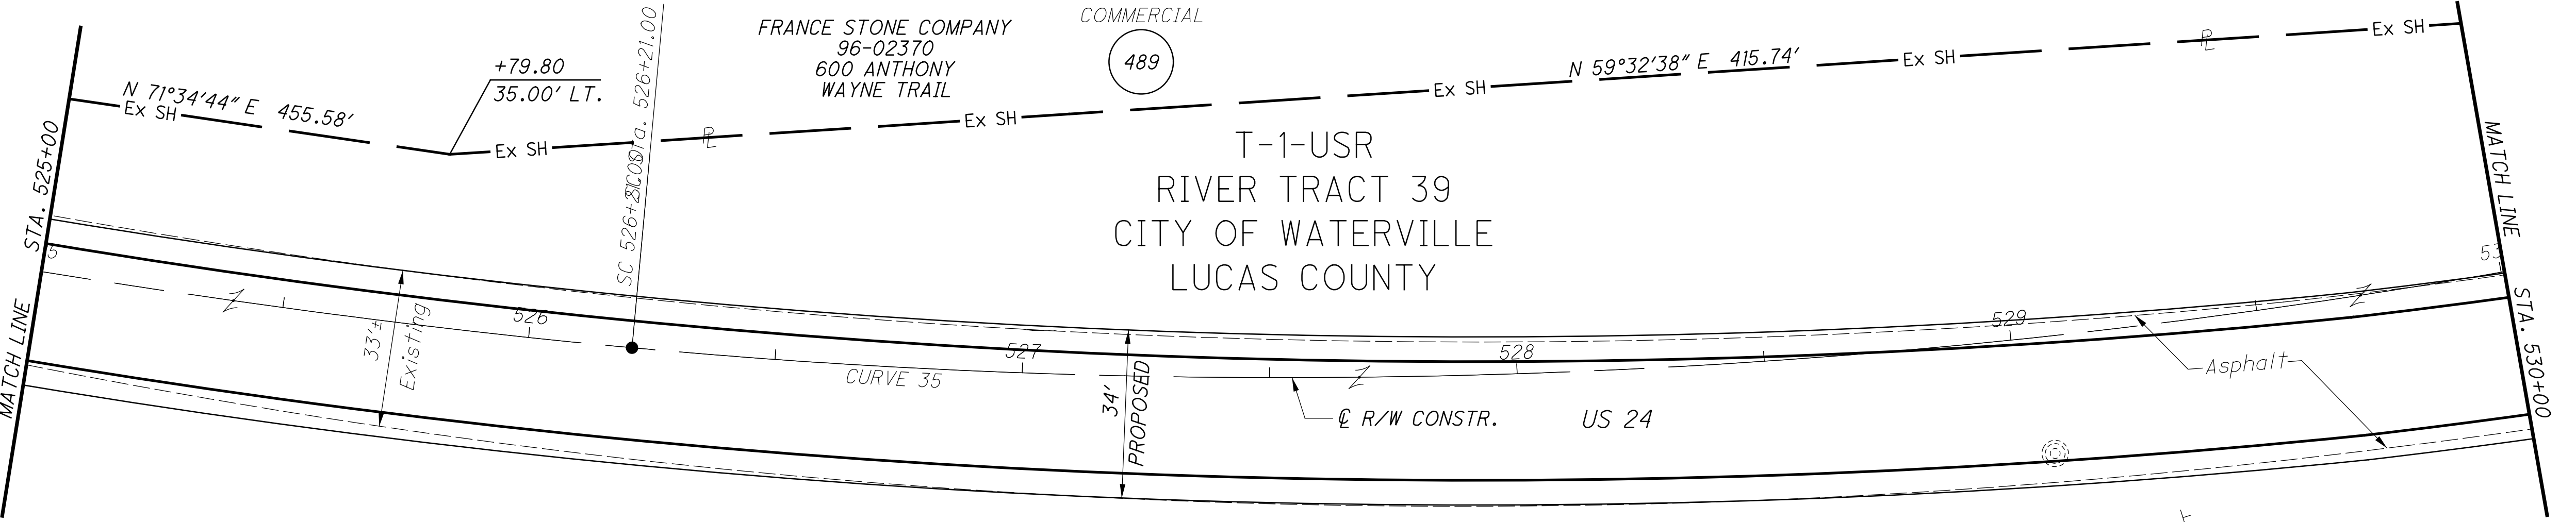 COMMERCIAL
489
FRANCE STONE COMPANY
96-02370
600 ANTHONY
WAYNE TRAIL
+79.80
35.00' LT.
N 71°34'44" E 455.58'
Ex SH
Ex SH
Ex SH
Ex SH
N 59°32'38" E 415.74'
Ex SH
Ex SH
PL
PL
T-1-USR
RIVER TRACT 39
CITY OF WATERVILLE
LUCAS COUNTY
MATCH LINE STA. 525+00
SC Sta. 526+21.00
33'±
Existing
526
527
528
529
53
5
CURVE 35
34'
PROPOSED
℄ R/W CONSTR.
US 24
Asphalt
MATCH LINE STA. 530+00